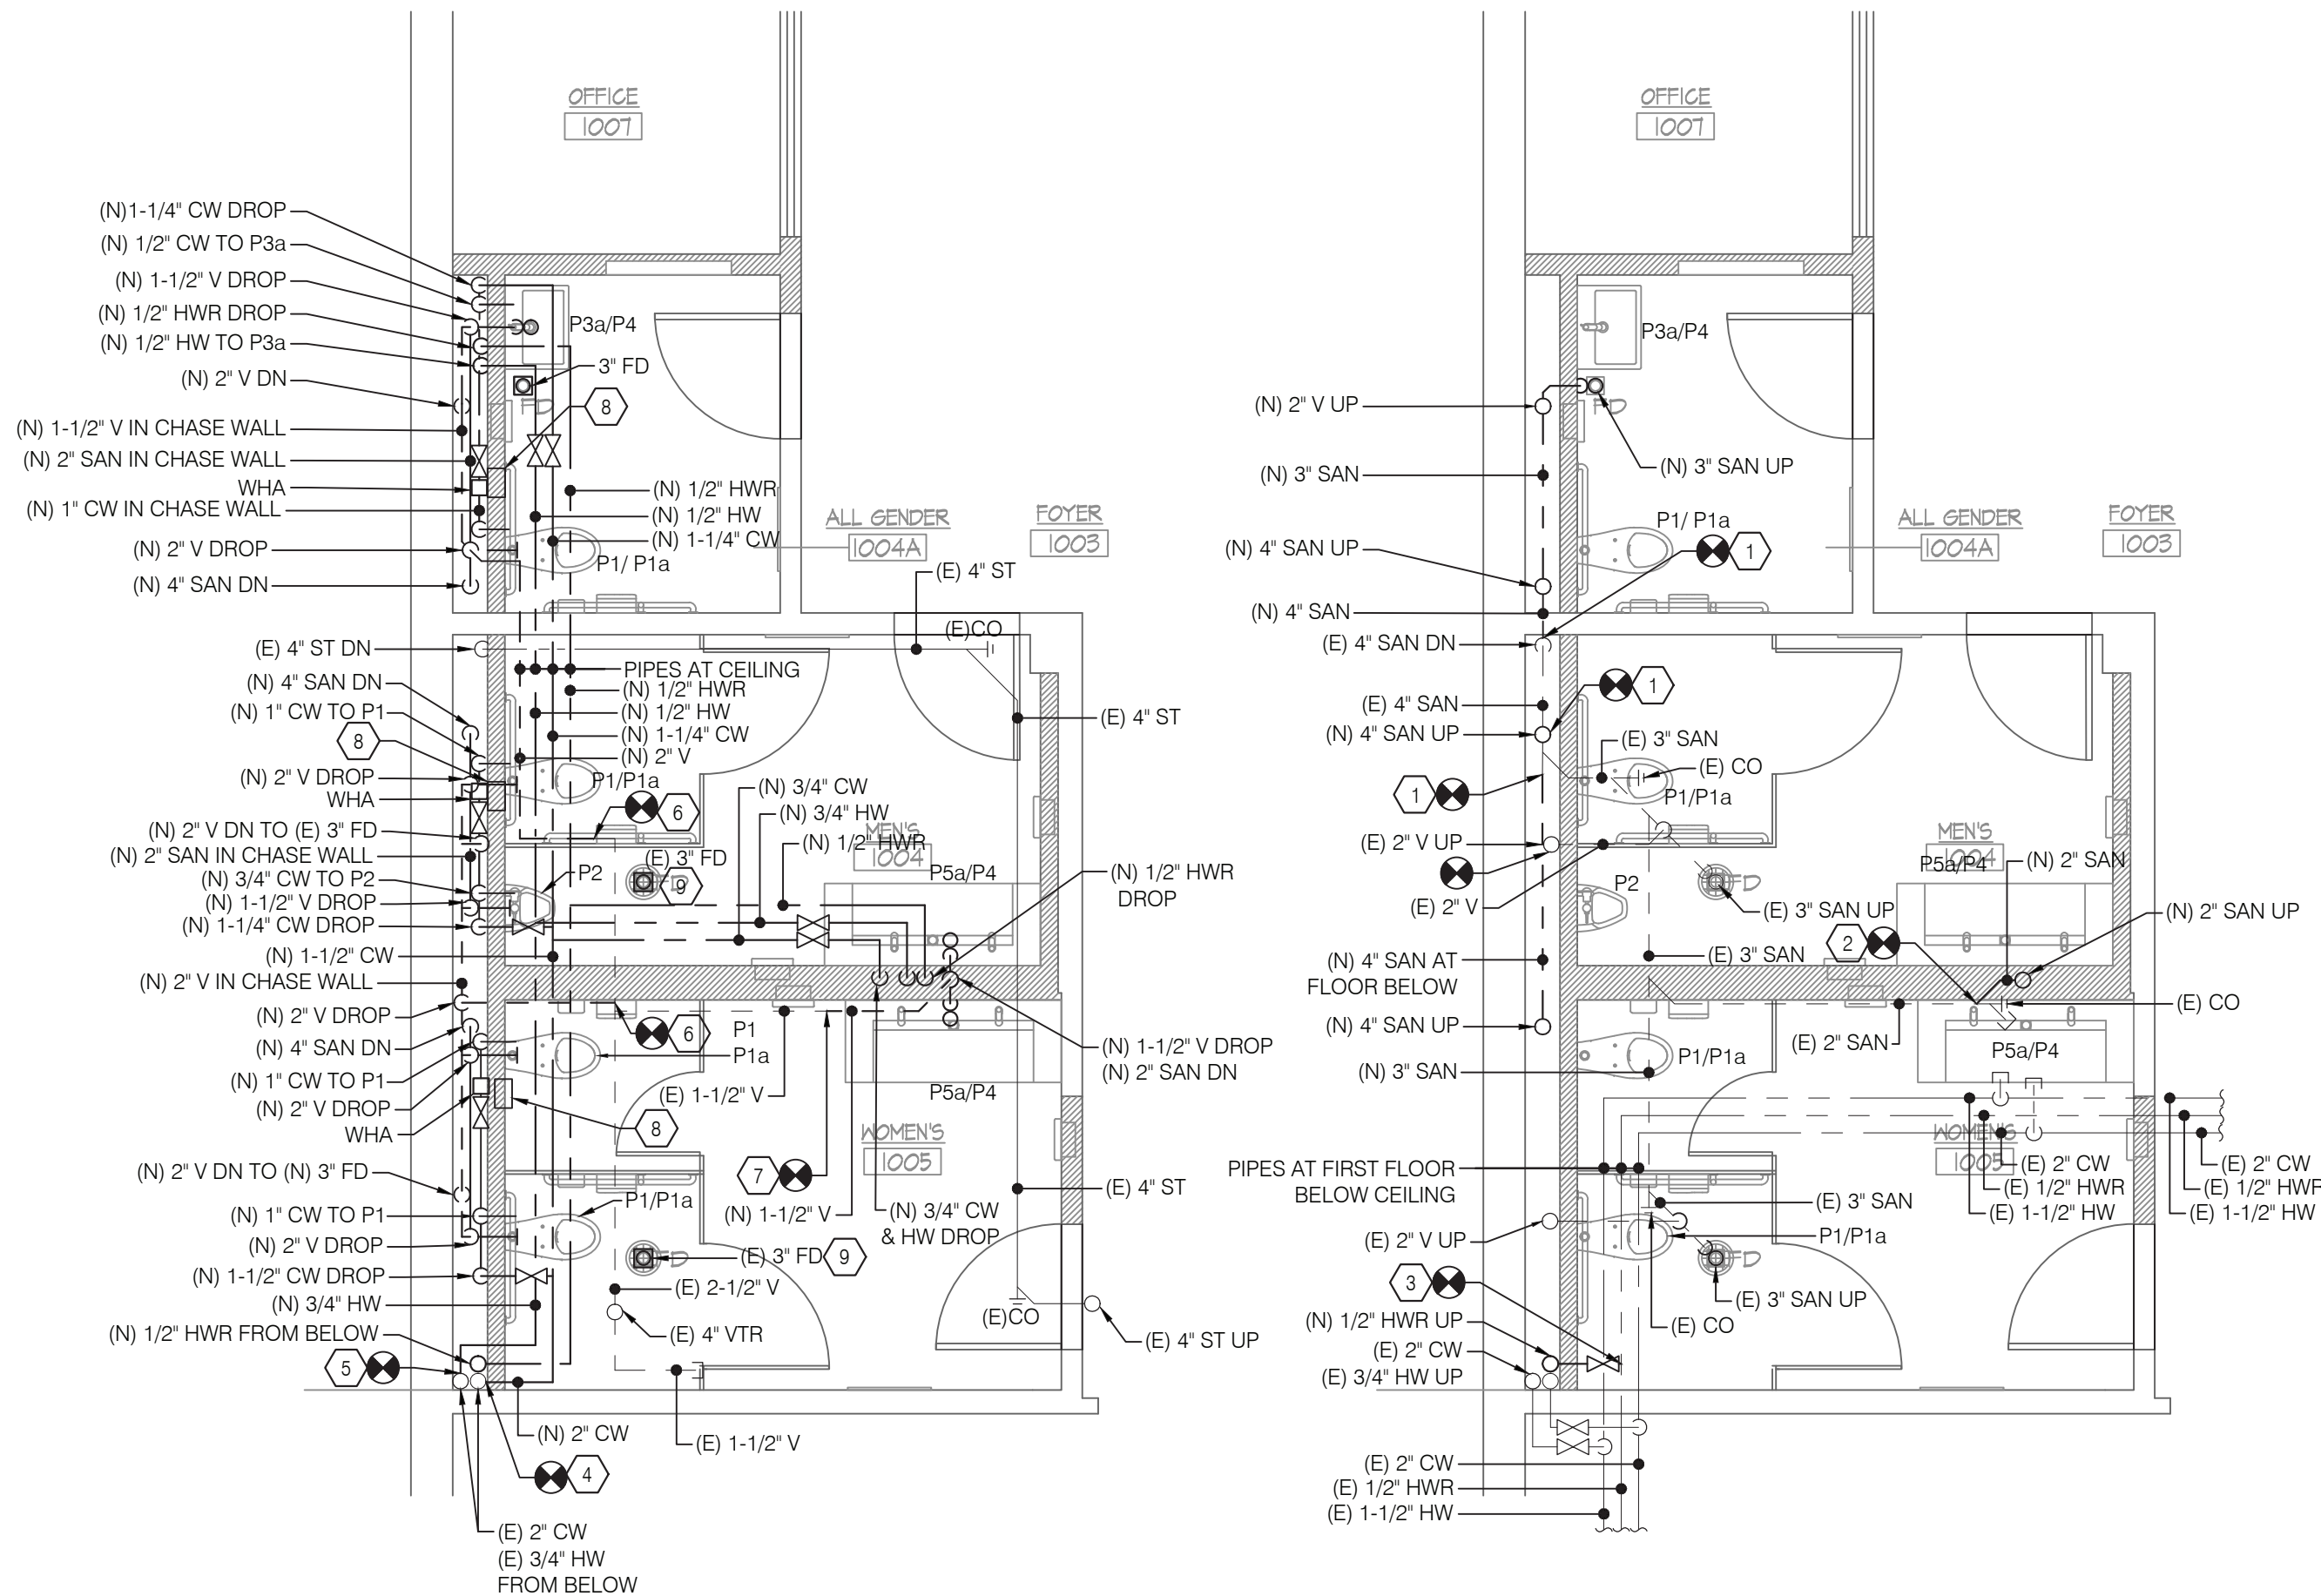 OFFICE
1007
(N)1-1/4" CW DROP
(N) 1/2" CW TO P3a
(N) 1-1/2" V DROP
(N) 1/2" HWR DROP
(N) 1/2" HW TO P3a
(N) 2" V DN
(N) 1-1/2" V IN CHASE WALL
(N) 2" SAN IN CHASE WALL
WHA
(N) 1" CW IN CHASE WALL
(N) 2" V DROP
(N) 4" SAN DN
P3a/P4
3" FD
FD
8
(N) 1/2" HWR
(N) 1/2" HW
(N) 1-1/4" CW
P1/ P1a
ALL GENDER
1004A
FOYER
1003
(E) 4" ST
(E)CO
(E) 4" ST DN
(N) 4" SAN DN
(N) 1" CW TO P1
8
(N) 2" V DROP
WHA
(N) 2" V DN TO (E) 3" FD
(N) 2" SAN IN CHASE WALL
(N) 3/4" CW TO P2
(N) 1-1/2" V DROP
(N) 1-1/4" CW DROP
(N) 1-1/2" CW
(N) 2" V IN CHASE WALL
(N) 2" V DROP
(N) 4" SAN DN
(N) 1" CW TO P1
(N) 2" V DROP
WHA
(N) 2" V DN TO (N) 3" FD
(N) 1" CW TO P1
(N) 2" V DROP
(N) 1-1/2" CW DROP
(N) 3/4" HW
(N) 1/2" HWR FROM BELOW
5
PIPES AT CEILING
(N) 1/2" HWR
(N) 1/2" HW
(N) 1-1/4" CW
(N) 2" V
P1/P1a
6
(N) 3/4" CW
(N) 3/4" HW
(N) 1/2" HWR
MEN'S
1004
(E) 4" ST
P2
(E) 3" FD
FD
9
P5a/P4
(N) 1/2" HWR
DROP
6
P1
P1a
(E) 1-1/2" V
(N) 1-1/2" V DROP
(N) 2" SAN DN
P5a/P4
8
WOMEN'S
1005
7
(E) 4" ST
P1/P1a
(N) 1-1/2" V
(N) 3/4" CW
& HW DROP
FD
(E) 3" FD
9
(E) 2-1/2" V
(E) 4" VTR
(E)CO
(E) 4" ST UP
(N) 2" CW
(E) 1-1/2" V
4
(E) 2" CW
(E) 3/4" HW
FROM BELOW
OFFICE
1007
P3a/P4
(N) 2" V UP
FD
(N) 3" SAN
(N) 3" SAN UP
(N) 4" SAN UP
P1/ P1a
1
ALL GENDER
1004A
FOYER
1003
(N) 4" SAN
(E) 4" SAN DN
(E) 4" SAN
1
(N) 4" SAN UP
(E) 3" SAN
(E) CO
P1/P1a
1
(E) 2" V UP
MEN'S
1004
P5a/P4
(N) 2" SAN
(E) 2" V
P2
FD
(E) 3" SAN UP
(N) 2" SAN UP
2
(E) 3" SAN
(N) 4" SAN AT
FLOOR BELOW
(E) CO
(N) 4" SAN UP
(E) 2" SAN
P5a/P4
P1/P1a
(N) 3" SAN
WOMEN'S
1005
PIPES AT FIRST FLOOR
BELOW CEILING
(E) 2" CW
(E) 1/2" HWR
(E) 1-1/2" HW
(E) 2" CW
(E) 1/2" HWR
(E) 1-1/2" HW
(E) 3" SAN
(E) 2" V UP
P1/P1a
FD
3
(E) 3" SAN UP
(N) 1/2" HWR UP
(E) CO
(E) 2" CW
(E) 3/4" HW UP
(E) 2" CW
(E) 1/2" HWR
(E) 1-1/2" HW